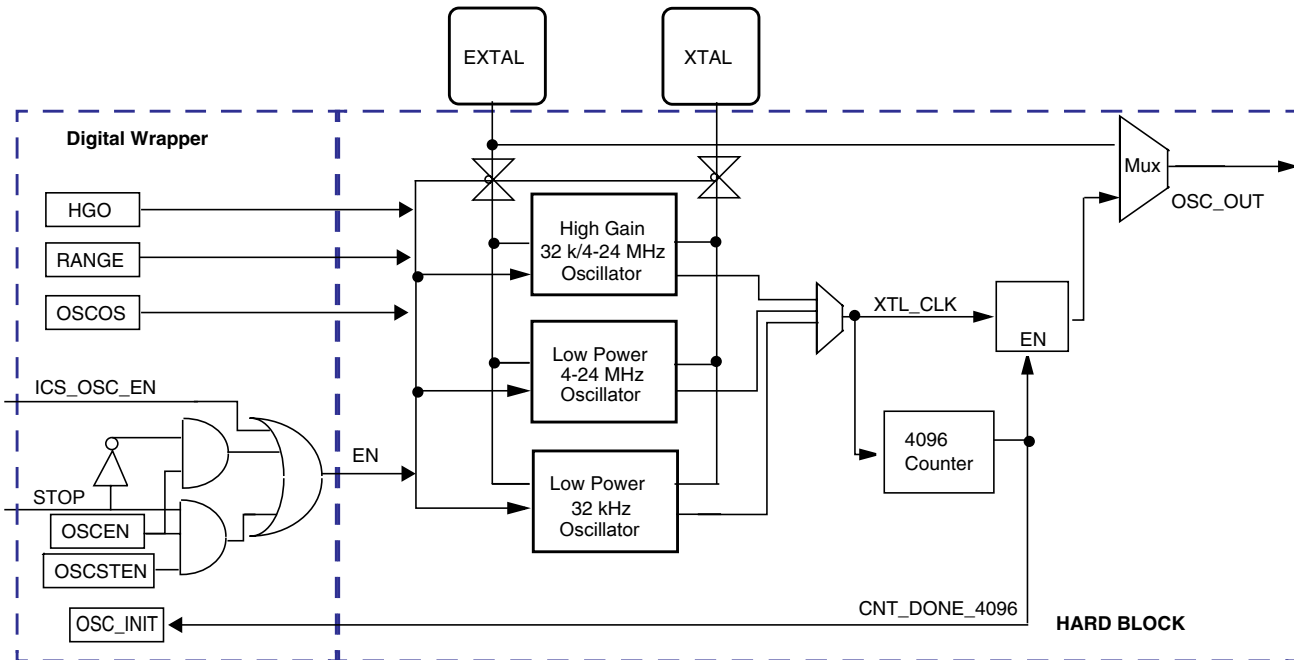 EXTAL
XTAL
Digital Wrapper
Mux
OSC_OUT
HGO
RANGE
OSCOS
High Gain
32 k/4-24 MHz
Oscillator
XTL_CLK
EN
Low Power
4-24 MHz
Oscillator
ICS_OSC_EN
EN
4096
Counter
Low Power
32 kHz
Oscillator
STOP
OSCEN
OSCSTEN
OSC_INIT
CNT_DONE_4096
HARD BLOCK